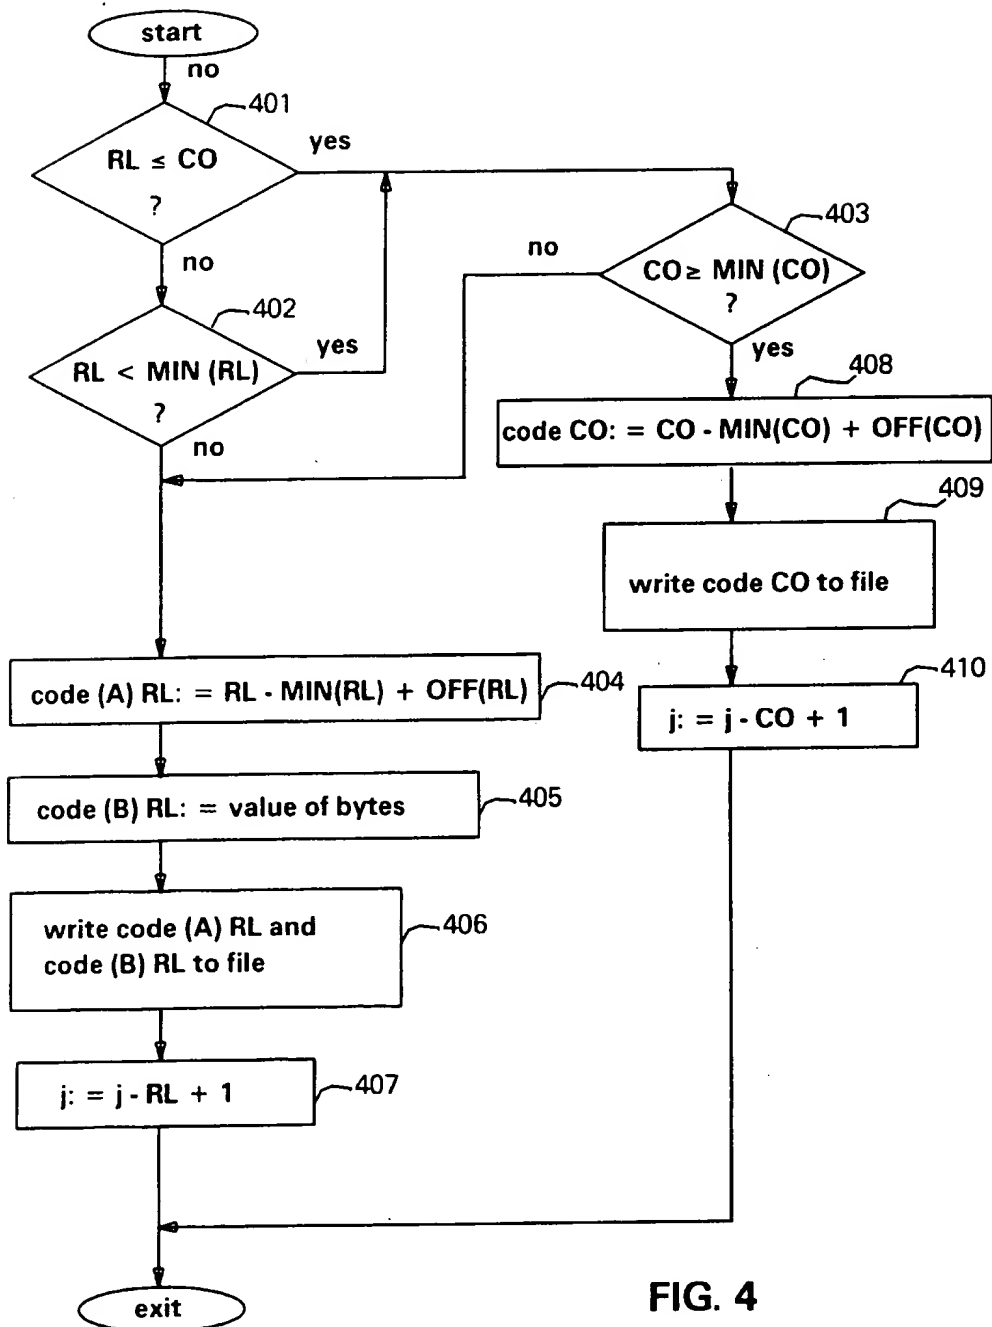 start
no
401
RL ≤ CO
?
yes
no
402
RL < MIN (RL)
?
yes
no
403
CO ≥ MIN (CO)
?
no
yes
408
code CO: = CO - MIN(CO) + OFF(CO)
409
write code CO to file
410
j: = j - CO + 1
code (A) RL: = RL - MIN(RL) + OFF(RL)
404
code (B) RL: = value of bytes
405
write code (A) RL and
code (B) RL to file
406
j: = j - RL + 1
407
exit
FIG. 4